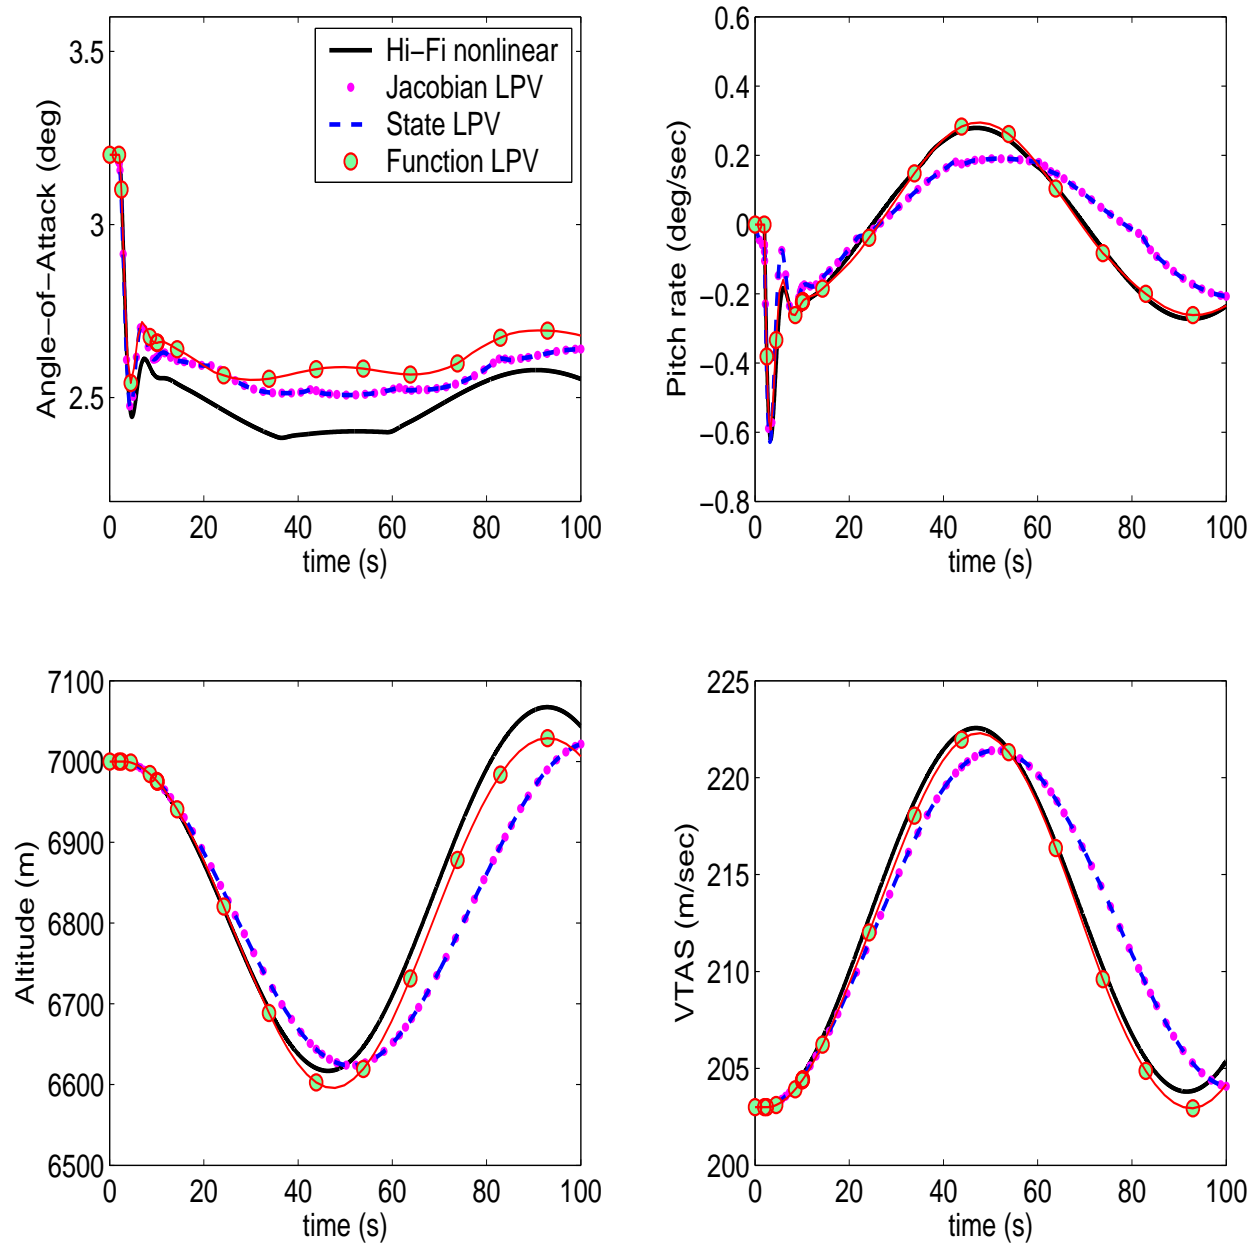 Angle-of-Attack (deg)
3.5
3
2.5
0 20 40 60 80 100
time (s)
Hi-Fi nonlinear
Jacobian LPV
State LPV
Function LPV
Pitch rate (deg/sec)
0.6
0.4
0.2
0
-0.2
-0.4
-0.6
-0.8
0 20 40 60 80 100
time (s)
Altitude (m)
7100
7000
6900
6800
6700
6600
6500
0 20 40 60 80 100
time (s)
VTAS (m/sec)
225
220
215
210
205
200
0 20 40 60 80 100
time (s)